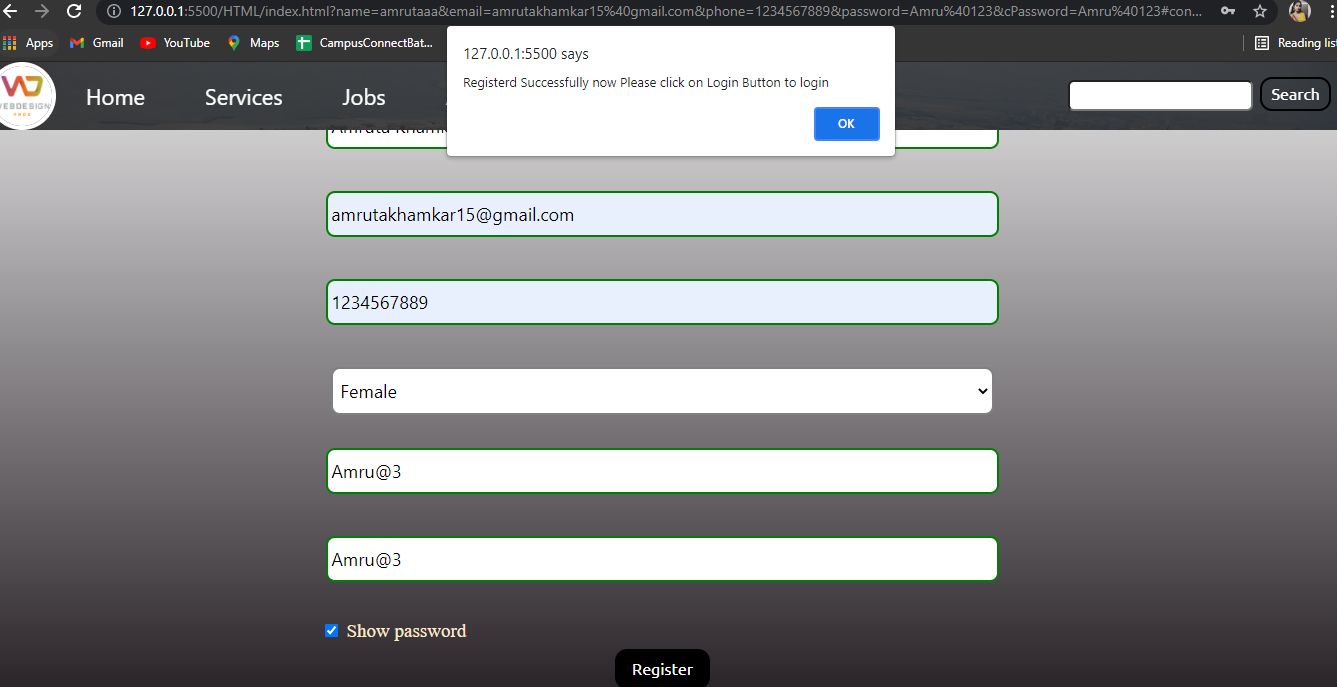 127.0.0.1:5500/HTML/index.html?name=amrutaaa&email=amrutakhamkar15%40gmail.com&phone=1234567889&password=Amru%40123&cPassword=Amru%40123#con...
Apps Gmail YouTube Maps CampusConnectBat... Reading list
127.0.0.1:5500 says
Registerd Successfully now Please click on Login Button to login
OK
WEBDESIGN
Home Services Jobs Search
Amruta Kham
amrutakhamkar15@gmail.com
1234567889
Female
Amru@3
Amru@3
Show password
Register